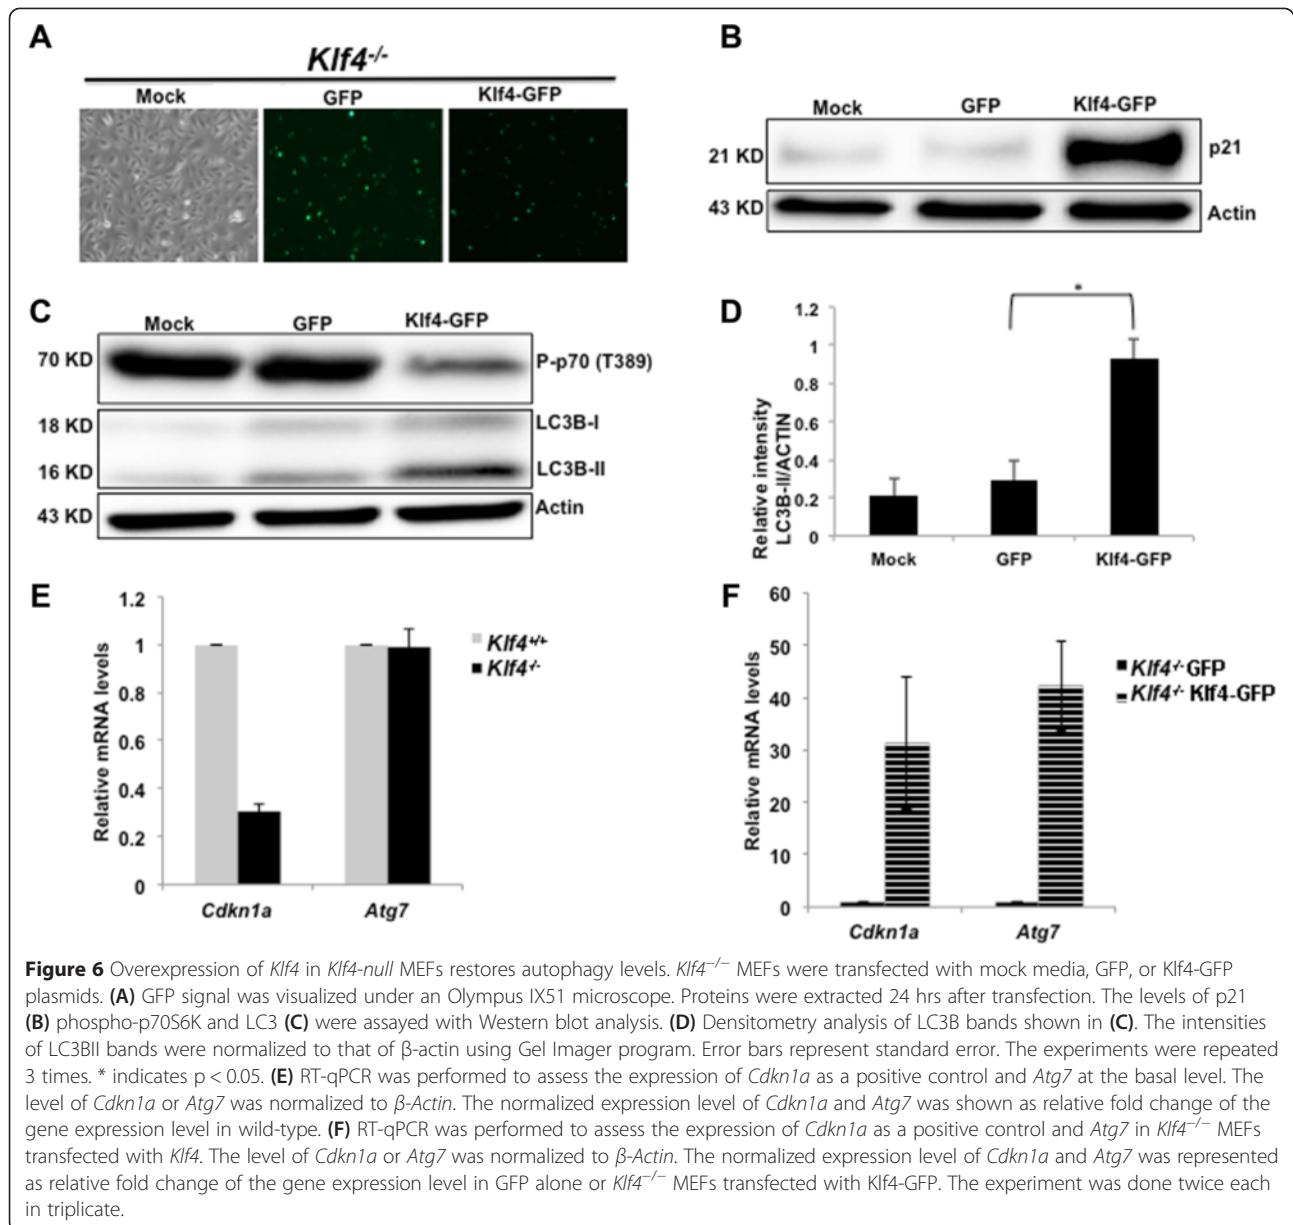 A
Klf4-/-
Mock GFP Klf4-GFP
B
Mock GFP Klf4-GFP
21 KD p21
43 KD Actin
C
Mock GFP Klf4-GFP
70 KD P-p70 (T389)
18 KD LC3B-I
16 KD LC3B-II
43 KD Actin
D
Relative intensity
LC3B-II/ACTIN
1.2
1
0.8
0.6
0.4
0.2
0
*
Mock GFP Klf4-GFP
E
Relative mRNA levels
1.2
1
0.8
0.6
0.4
0.2
0
Cdkn1a Atg7
Klf4+/+
Klf4-/-
F
Relative mRNA levels
60
50
40
30
20
10
0
Cdkn1a Atg7
Klf4-/- GFP
Klf4-/- Klf4-GFP
Figure 6 Overexpression of Klf4 in Klf4-null MEFs restores autophagy levels. Klf4−/− MEFs were transfected with mock media, GFP, or Klf4-GFP
plasmids. (A) GFP signal was visualized under an Olympus IX51 microscope. Proteins were extracted 24 hrs after transfection. The levels of p21
(B) phospho-p70S6K and LC3 (C) were assayed with Western blot analysis. (D) Densitometry analysis of LC3B bands shown in (C). The intensities
of LC3BII bands were normalized to that of β-actin using Gel Imager program. Error bars represent standard error. The experiments were repeated
3 times. * indicates p < 0.05. (E) RT-qPCR was performed to assess the expression of Cdkn1a as a positive control and Atg7 at the basal level. The
level of Cdkn1a or Atg7 was normalized to β-Actin. The normalized expression level of Cdkn1a and Atg7 was shown as relative fold change of the
gene expression level in wild-type. (F) RT-qPCR was performed to assess the expression of Cdkn1a as a positive control and Atg7 in Klf4−/− MEFs
transfected with Klf4. The level of Cdkn1a or Atg7 was normalized to β-Actin. The normalized expression level of Cdkn1a and Atg7 was represented
as relative fold change of the gene expression level in GFP alone or Klf4−/− MEFs transfected with Klf4-GFP. The experiment was done twice each
in triplicate.